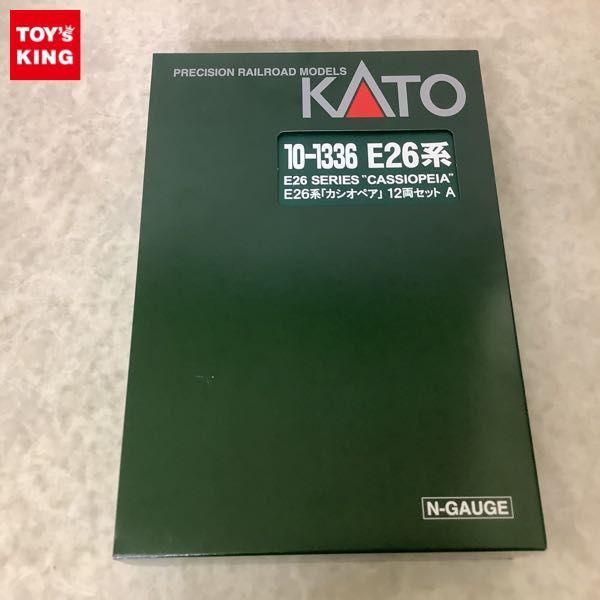 TOY's
KING
PRECISION RAILROAD MODELS
KATO
10-1336 E26系
E26 SERIES "CASSIOPEIA"
E26系「カシオペア」12両セット A
N-GAUGE